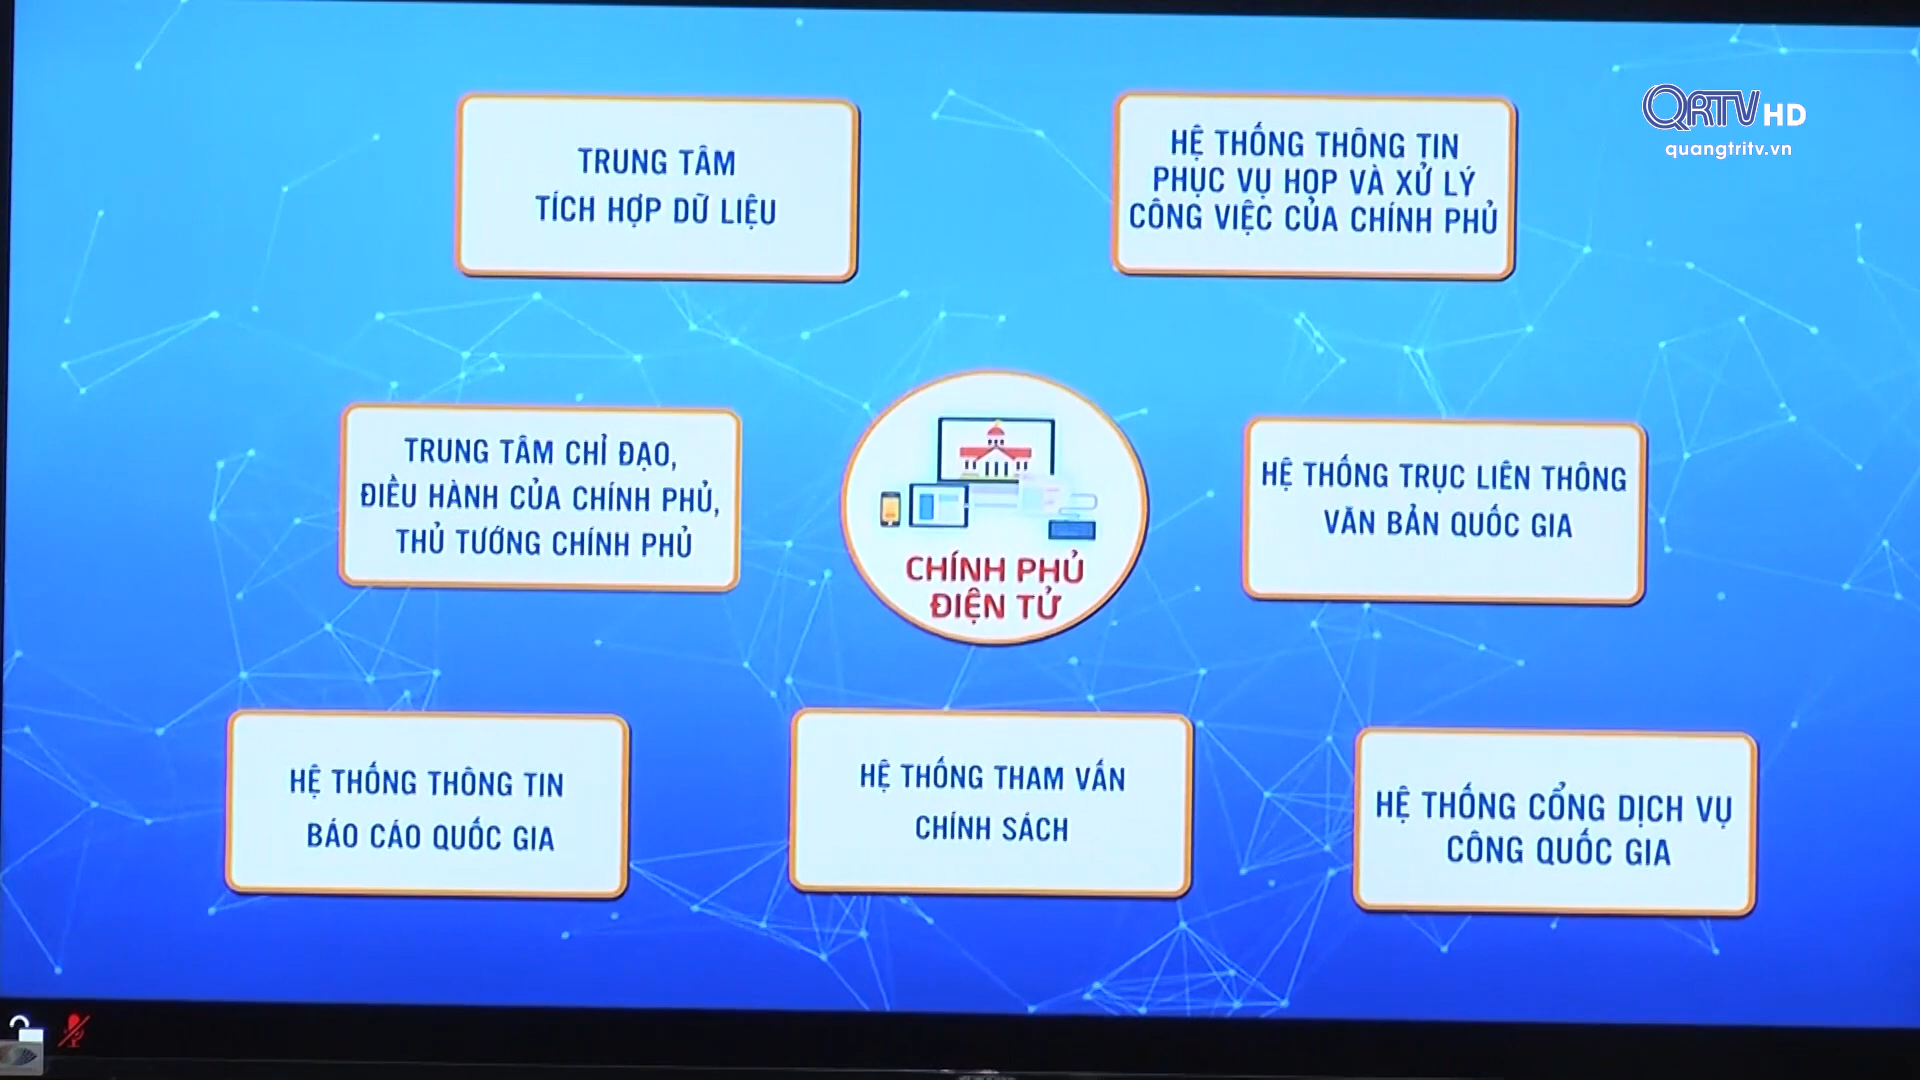 QRTV HD
quangtritv.vn
TRUNG TÂM
TÍCH HỢP DỮ LIỆU
HỆ THỐNG THÔNG TIN
PHỤC VỤ HỌP VÀ XỬ LÝ
CÔNG VIỆC CỦA CHÍNH PHỦ
TRUNG TÂM CHỈ ĐẠO,
ĐIỀU HÀNH CỦA CHÍNH PHỦ,
THỦ TƯỚNG CHÍNH PHỦ
CHÍNH PHỦ
ĐIỆN TỬ
HỆ THỐNG TRỤC LIÊN THÔNG
VĂN BẢN QUỐC GIA
HỆ THỐNG THÔNG TIN
BÁO CÁO QUỐC GIA
HỆ THỐNG THAM VẤN
CHÍNH SÁCH
HỆ THỐNG CỔNG DỊCH VỤ
CÔNG QUỐC GIA